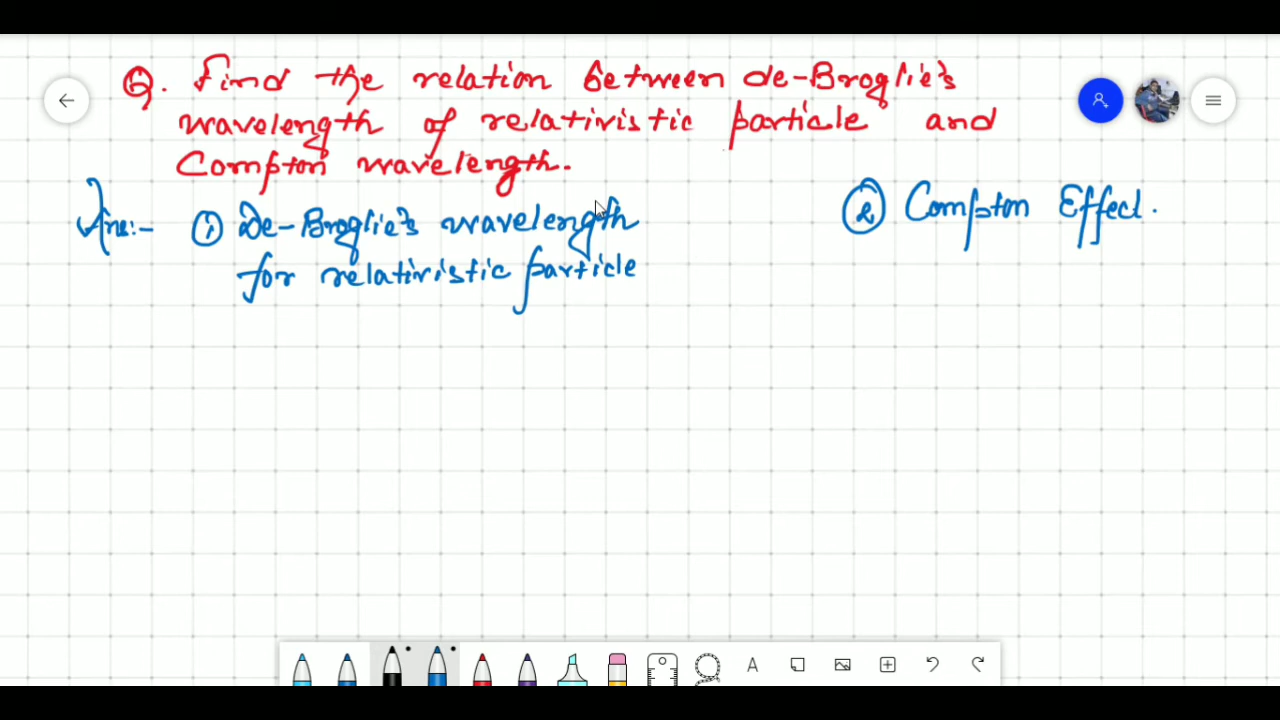 Q. Find the relation between de-Broglie's
wavelength of relativistic particle and
Compton wavelength.
Ans:- ① De-Broglie's wavelength
for relativistic particle
② Compton Effect.
A